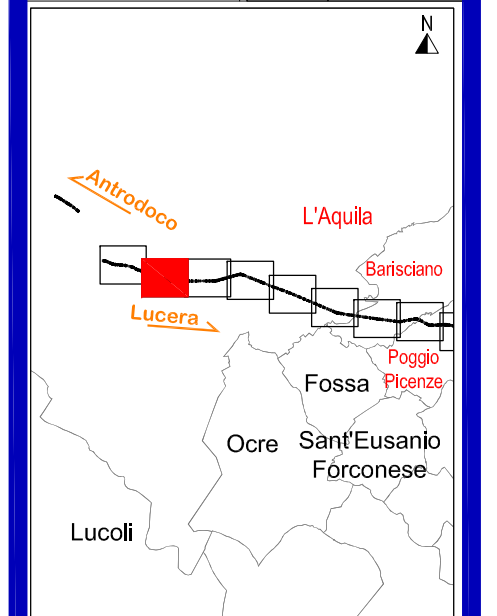 N
Antrodoco
L'Aquila
Barisciano
Lucera
Poggio
Picenze
Fossa
Ocre
Sant'Eusanio
Forconese
Lucoli